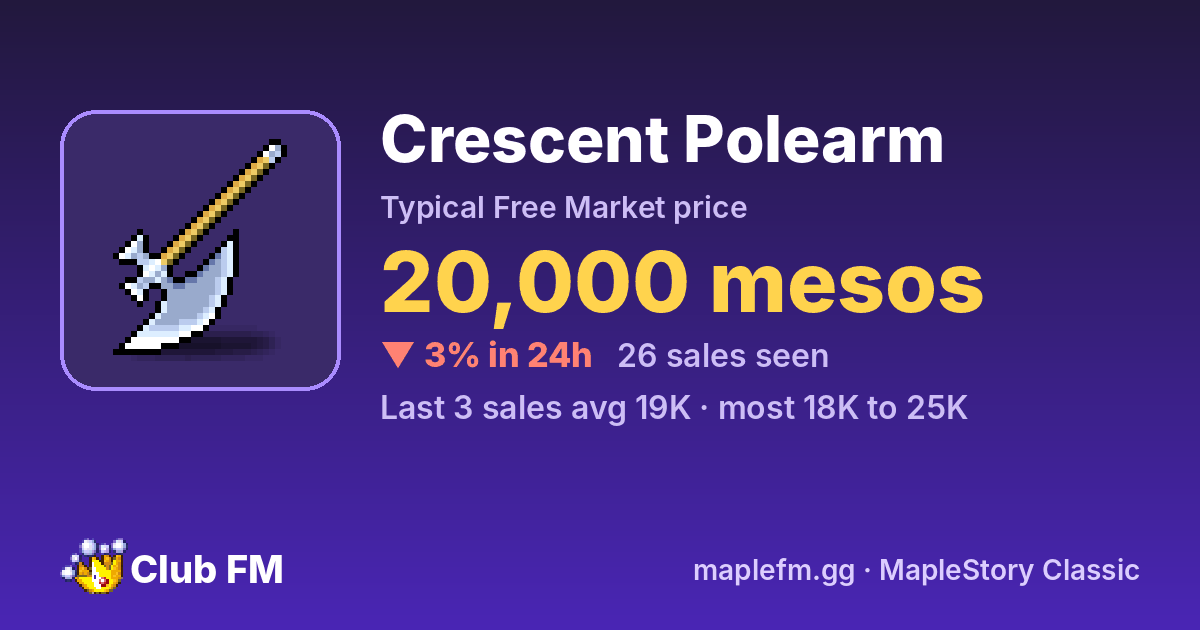 Crescent Polearm
Typical Free Market price
20,000 mesos
▼ 3% in 24h 26 sales seen
Last 3 sales avg 19K · most 18K to 25K
Club FM
maplefm.gg · MapleStory Classic